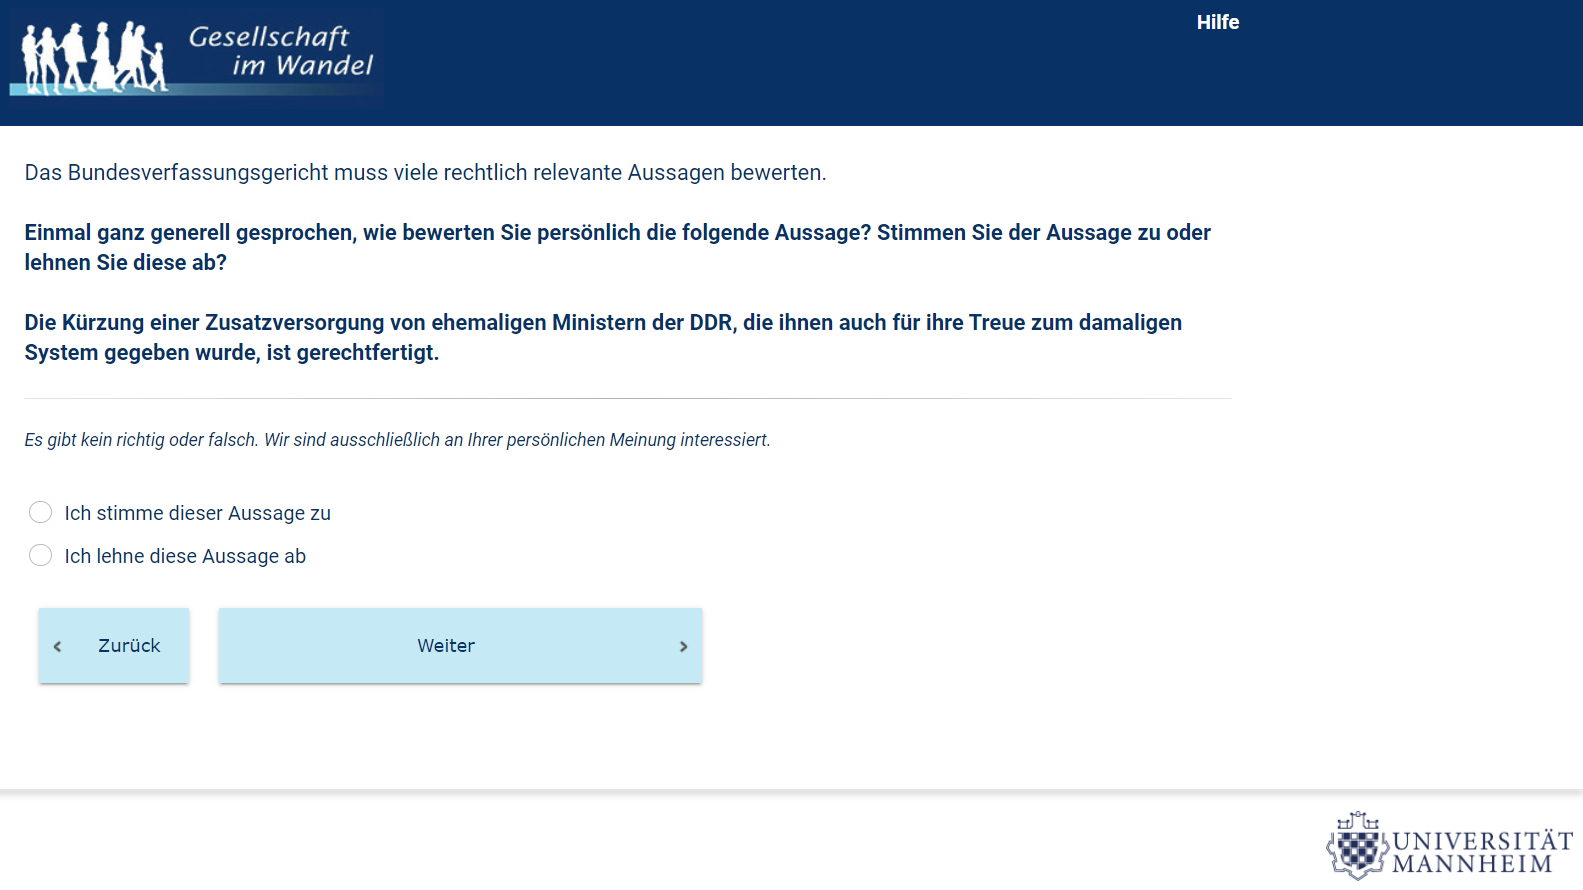 Gesellschaft
im Wandel
Hilfe
Das Bundesverfassungsgericht muss viele rechtlich relevante Aussagen bewerten.
Einmal ganz generell gesprochen, wie bewerten Sie persönlich die folgende Aussage? Stimmen Sie der Aussage zu oder
lehnen Sie diese ab?
Die Kürzung einer Zusatzversorgung von ehemaligen Ministern der DDR, die ihnen auch für ihre Treue zum damaligen
System gegeben wurde, ist gerechtfertigt.
Es gibt kein richtig oder falsch. Wir sind ausschließlich an Ihrer persönlichen Meinung interessiert.
Ich stimme dieser Aussage zu
Ich lehne diese Aussage ab
Zurück
Weiter
UNIVERSITÄT
MANNHEIM